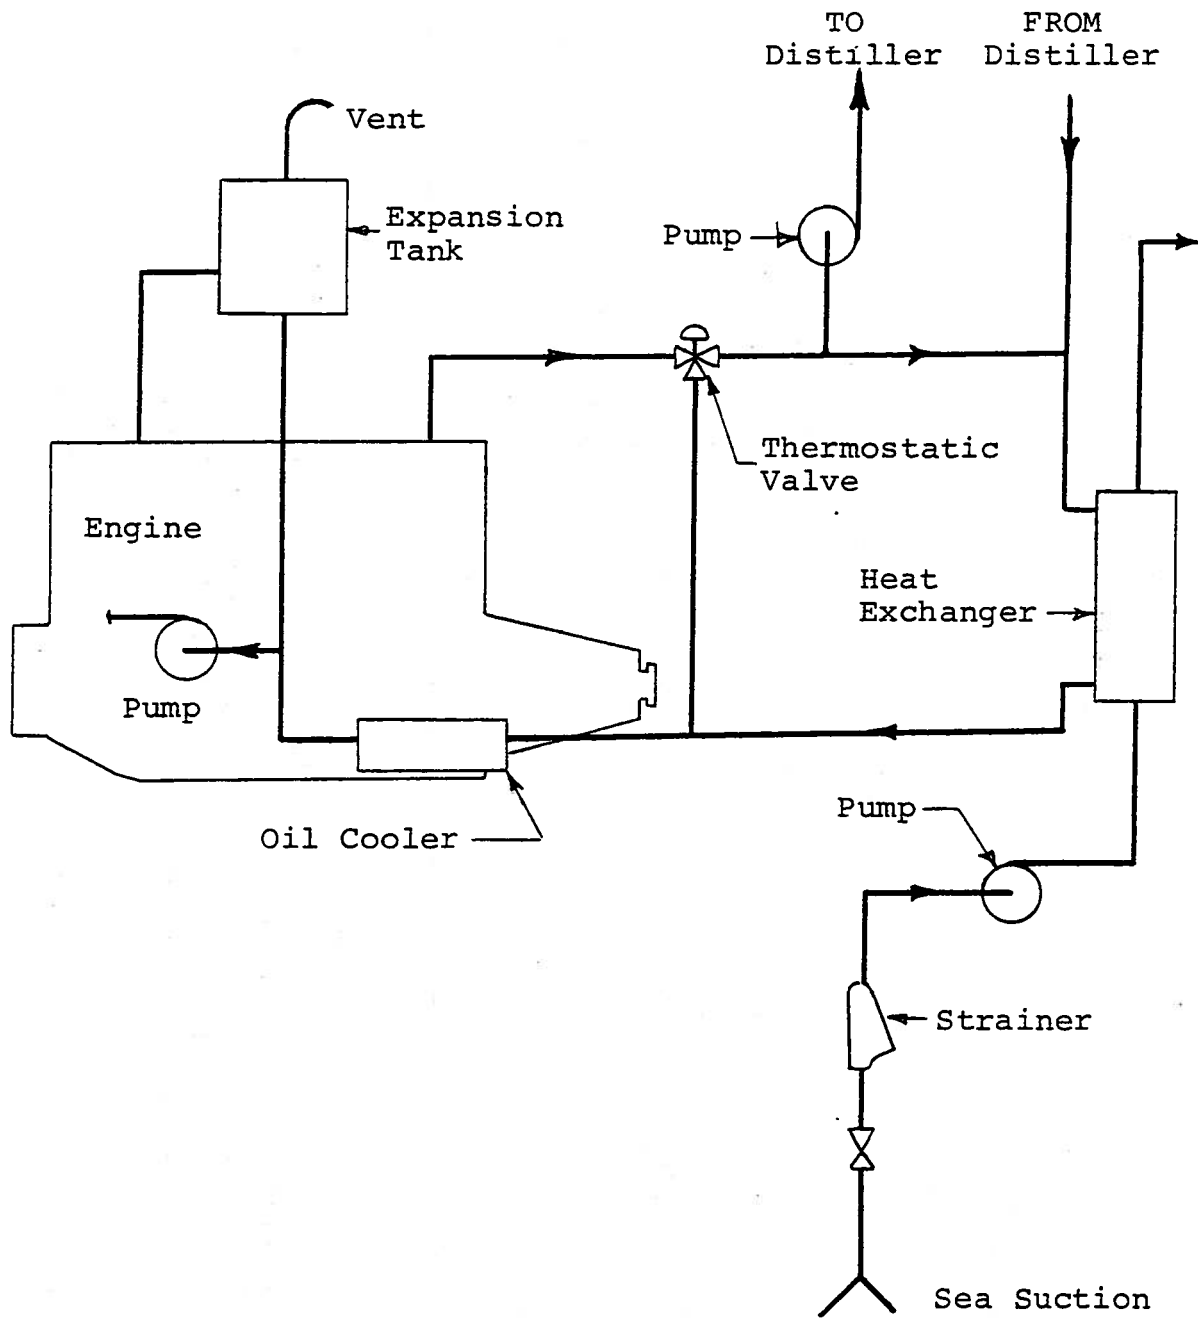 TO
Distiller
FROM
Distiller
Vent
Expansion
Tank
Pump
Thermostatic
Valve
Engine
Heat
Exchanger
Pump
Oil Cooler
Pump
Strainer
Sea Suction